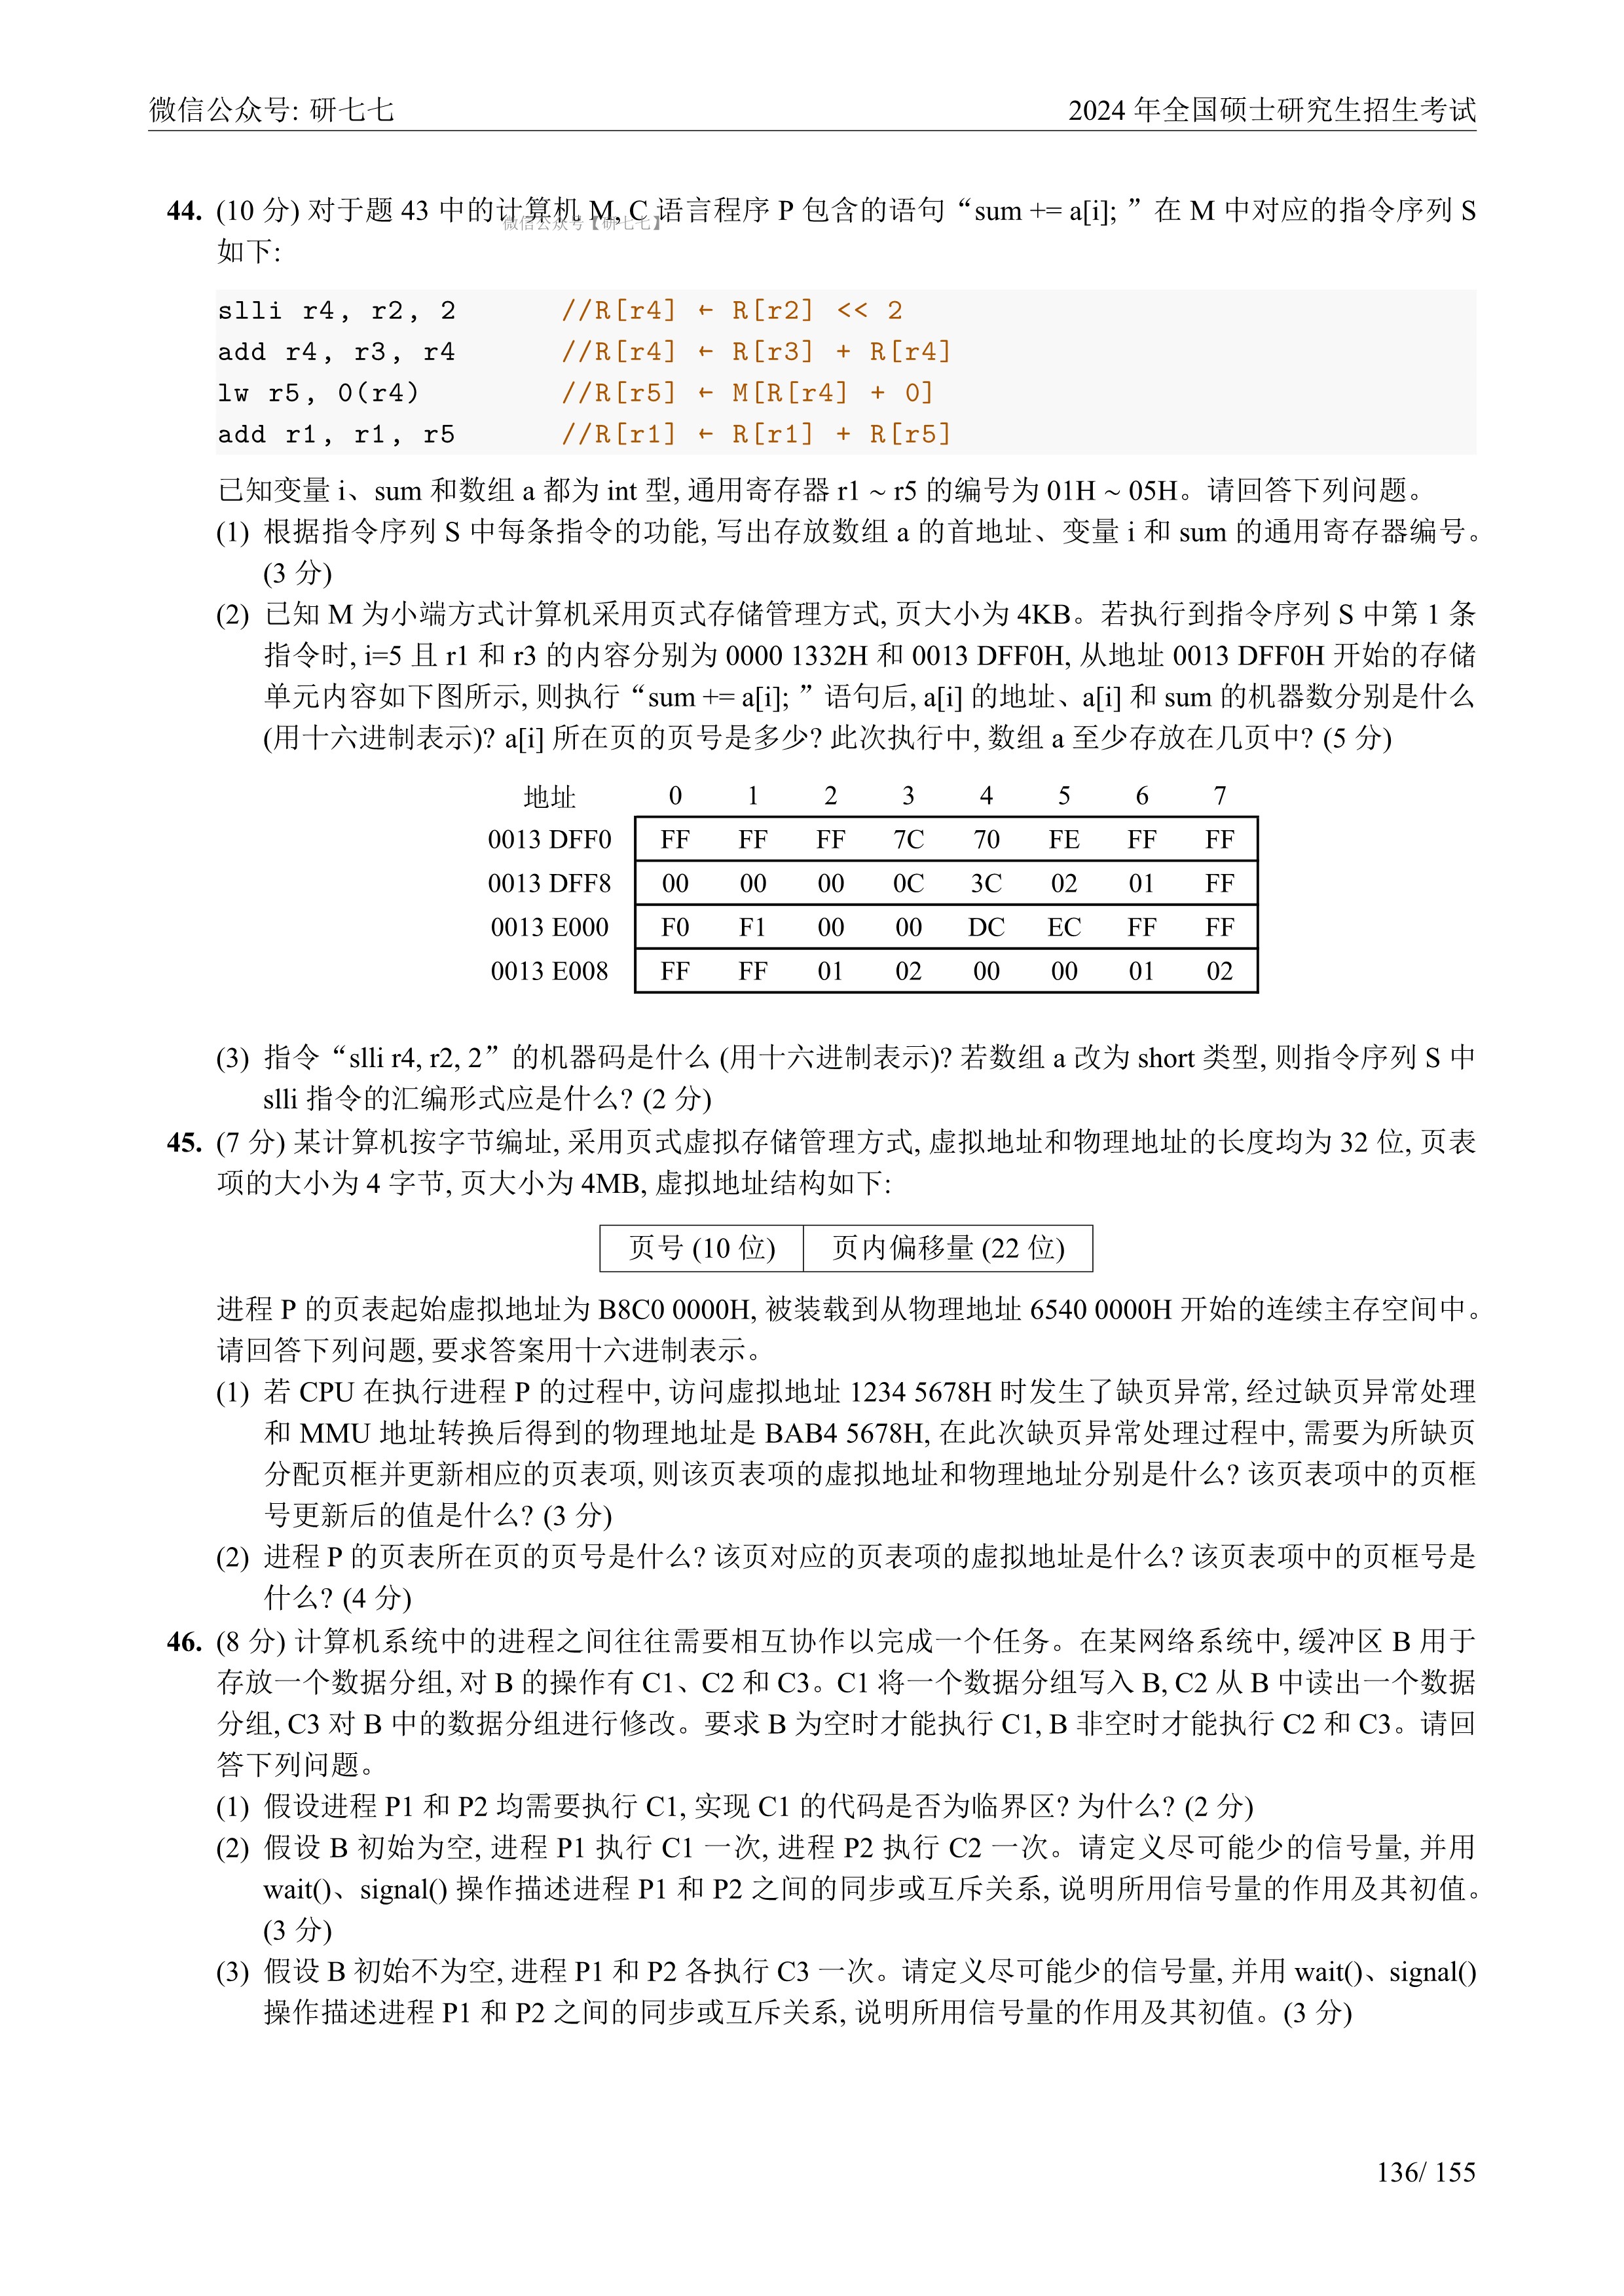 微信公众号: 研七七
2024 年全国硕士研究生招生考试
44. (10 分) 对于题 43 中的计算机 M, C 语言程序 P 包含的语句“sum += a[i]; ”在 M 中对应的指令序列 S
微信公众号【研七七】
如下:
slli r4, r2, 2 //R[r4] ← R[r2] << 2
add r4, r3, r4 //R[r4] ← R[r3] + R[r4]
lw r5, 0(r4) //R[r5] ← M[R[r4] + 0]
add r1, r1, r5 //R[r1] ← R[r1] + R[r5]
已知变量 i、sum 和数组 a 都为 int 型, 通用寄存器 r1 ~ r5 的编号为 01H ~ 05H。请回答下列问题。
(1) 根据指令序列 S 中每条指令的功能, 写出存放数组 a 的首地址、变量 i 和 sum 的通用寄存器编号。
(3 分)
(2) 已知 M 为小端方式计算机采用页式存储管理方式, 页大小为 4KB。若执行到指令序列 S 中第 1 条
指令时, i=5 且 r1 和 r3 的内容分别为 0000 1332H 和 0013 DFF0H, 从地址 0013 DFF0H 开始的存储
单元内容如下图所示, 则执行“sum += a[i]; ”语句后, a[i] 的地址、a[i] 和 sum 的机器数分别是什么
(用十六进制表示)? a[i] 所在页的页号是多少? 此次执行中, 数组 a 至少存放在几页中? (5 分)
地址 0 1 2 3 4 5 6 7
0013 DFF0 FF FF FF 7C 70 FE FF FF
0013 DFF8 00 00 00 0C 3C 02 01 FF
0013 E000 F0 F1 00 00 DC EC FF FF
0013 E008 FF FF 01 02 00 00 01 02
(3) 指令“slli r4, r2, 2”的机器码是什么 (用十六进制表示)? 若数组 a 改为 short 类型, 则指令序列 S 中
slli 指令的汇编形式应是什么? (2 分)
45. (7 分) 某计算机按字节编址, 采用页式虚拟存储管理方式, 虚拟地址和物理地址的长度均为 32 位, 页表
项的大小为 4 字节, 页大小为 4MB, 虚拟地址结构如下:
页号 (10 位) 页内偏移量 (22 位)
进程 P 的页表起始虚拟地址为 B8C0 0000H, 被装载到从物理地址 6540 0000H 开始的连续主存空间中。
请回答下列问题, 要求答案用十六进制表示。
(1) 若 CPU 在执行进程 P 的过程中, 访问虚拟地址 1234 5678H 时发生了缺页异常, 经过缺页异常处理
和 MMU 地址转换后得到的物理地址是 BAB4 5678H, 在此次缺页异常处理过程中, 需要为所缺页
分配页框并更新相应的页表项, 则该页表项的虚拟地址和物理地址分别是什么? 该页表项中的页框
号更新后的值是什么? (3 分)
(2) 进程 P 的页表所在页的页号是什么? 该页对应的页表项的虚拟地址是什么? 该页表项中的页框号是
什么? (4 分)
46. (8 分) 计算机系统中的进程之间往往需要相互协作以完成一个任务。在某网络系统中, 缓冲区 B 用于
存放一个数据分组, 对 B 的操作有 C1、C2 和 C3。C1 将一个数据分组写入 B, C2 从 B 中读出一个数据
分组, C3 对 B 中的数据分组进行修改。要求 B 为空时才能执行 C1, B 非空时才能执行 C2 和 C3。请回
答下列问题。
(1) 假设进程 P1 和 P2 均需要执行 C1, 实现 C1 的代码是否为临界区? 为什么? (2 分)
(2) 假设 B 初始为空, 进程 P1 执行 C1 一次, 进程 P2 执行 C2 一次。请定义尽可能少的信号量, 并用
wait()、signal() 操作描述进程 P1 和 P2 之间的同步或互斥关系, 说明所用信号量的作用及其初值。
(3 分)
(3) 假设 B 初始不为空, 进程 P1 和 P2 各执行 C3 一次。请定义尽可能少的信号量, 并用 wait()、signal()
操作描述进程 P1 和 P2 之间的同步或互斥关系, 说明所用信号量的作用及其初值。(3 分)
136/ 155